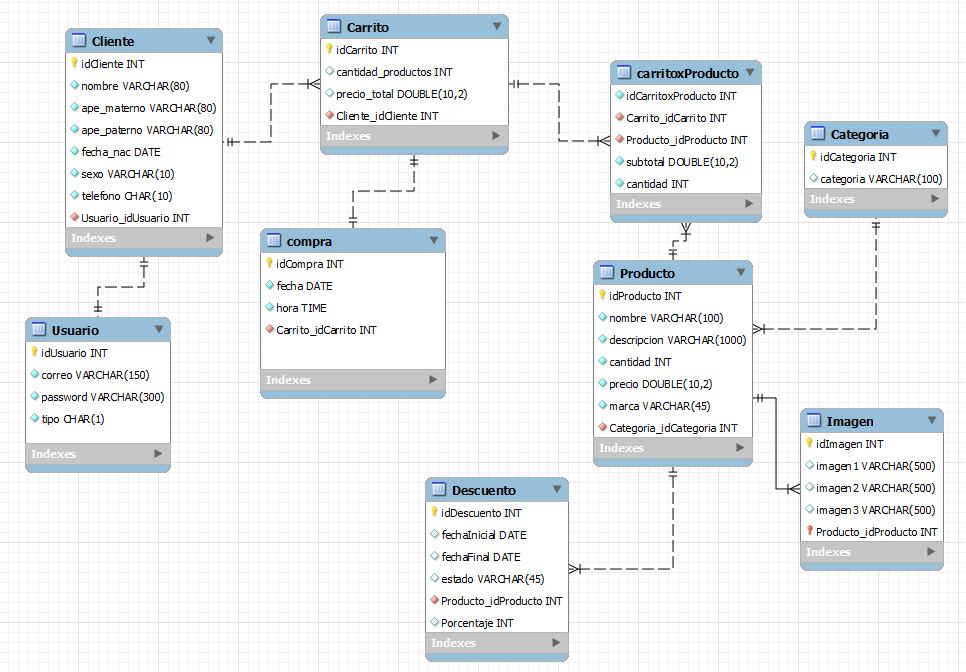 Cliente
idCliente INT
nombre VARCHAR(80)
ape_materno VARCHAR(80)
ape_paterno VARCHAR(80)
fecha_nac DATE
sexo VARCHAR(10)
telefono CHAR(10)
Usuario_idUsuario INT
Indexes
Carrito
idCarrito INT
cantidad_productos INT
precio_total DOUBLE(10,2)
Cliente_idCliente INT
Indexes
carritoxProducto
idCarritoxProducto INT
Carrito_idCarrito INT
Producto_idProducto INT
subtotal DOUBLE(10,2)
cantidad INT
Indexes
Categoria
idCategoria INT
categoria VARCHAR(100)
Indexes
compra
idCompra INT
fecha DATE
hora TIME
Carrito_idCarrito INT
Indexes
Producto
idProducto INT
nombre VARCHAR(100)
descripcion VARCHAR(1000)
cantidad INT
precio DOUBLE(10,2)
marca VARCHAR(45)
Categoria_idCategoria INT
Indexes
Usuario
idUsuario INT
correo VARCHAR(150)
password VARCHAR(300)
tipo CHAR(1)
Indexes
Imagen
idImagen INT
imagen1 VARCHAR(500)
imagen2 VARCHAR(500)
imagen3 VARCHAR(500)
Producto_idProducto INT
Indexes
Descuento
idDescuento INT
fechaInicial DATE
fechaFinal DATE
estado VARCHAR(45)
Producto_idProducto INT
Porcentaje INT
Indexes